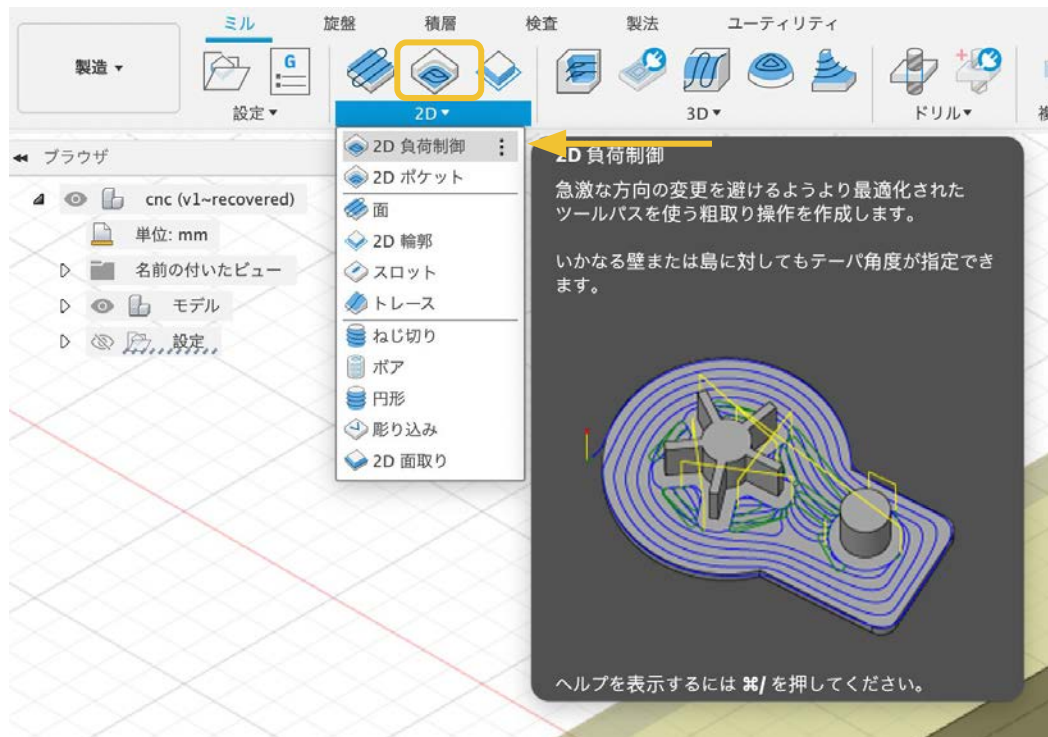 ミル 旋盤 積層 検査 製法 ユーティリティ
製造
G
設定 2D 3D ドリル
ブラウザ
cnc (v1~recovered)
単位: mm
名前の付いたビュー
モデル
設定
2D 負荷制御
2D ポケット
面
2D 輪郭
スロット
トレース
ねじ切り
ボア
円形
彫り込み
2D 面取り
2D 負荷制御
急激な方向の変更を避けるようより最適化された
ツールパスを使う粗取り操作を作成します。
いかなる壁または島に対してもテーパ角度が指定でき
ます。
ヘルプを表示するには ⌘/ を押してください。